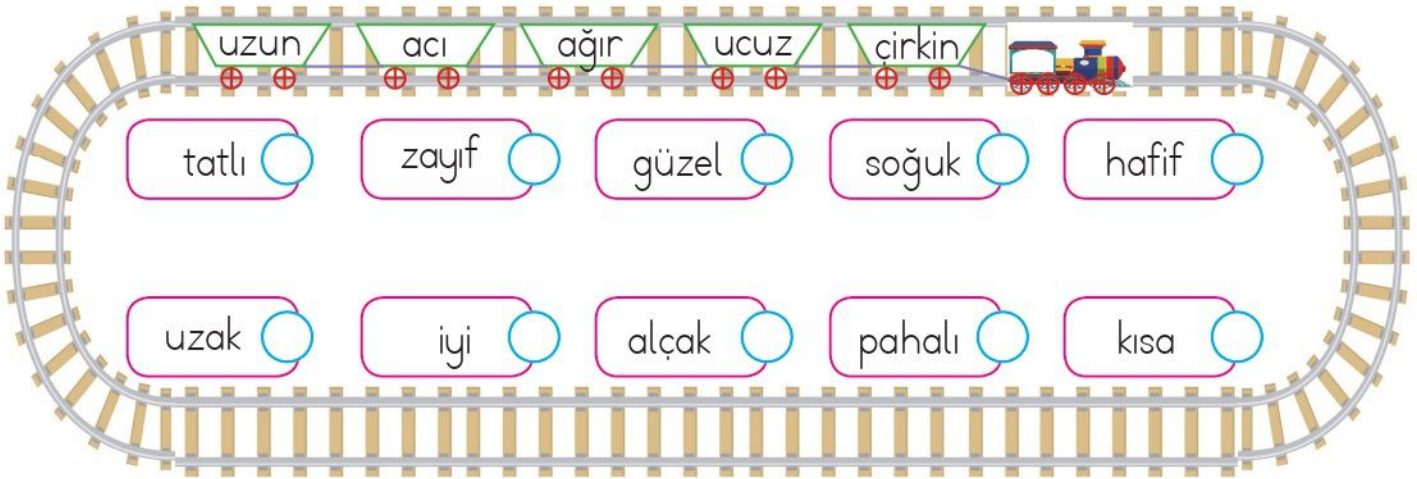 uzun acı ağır ucuz çirkin
tatlı zayıf güzel soğuk hafif
uzak iyi alçak pahalı kısa